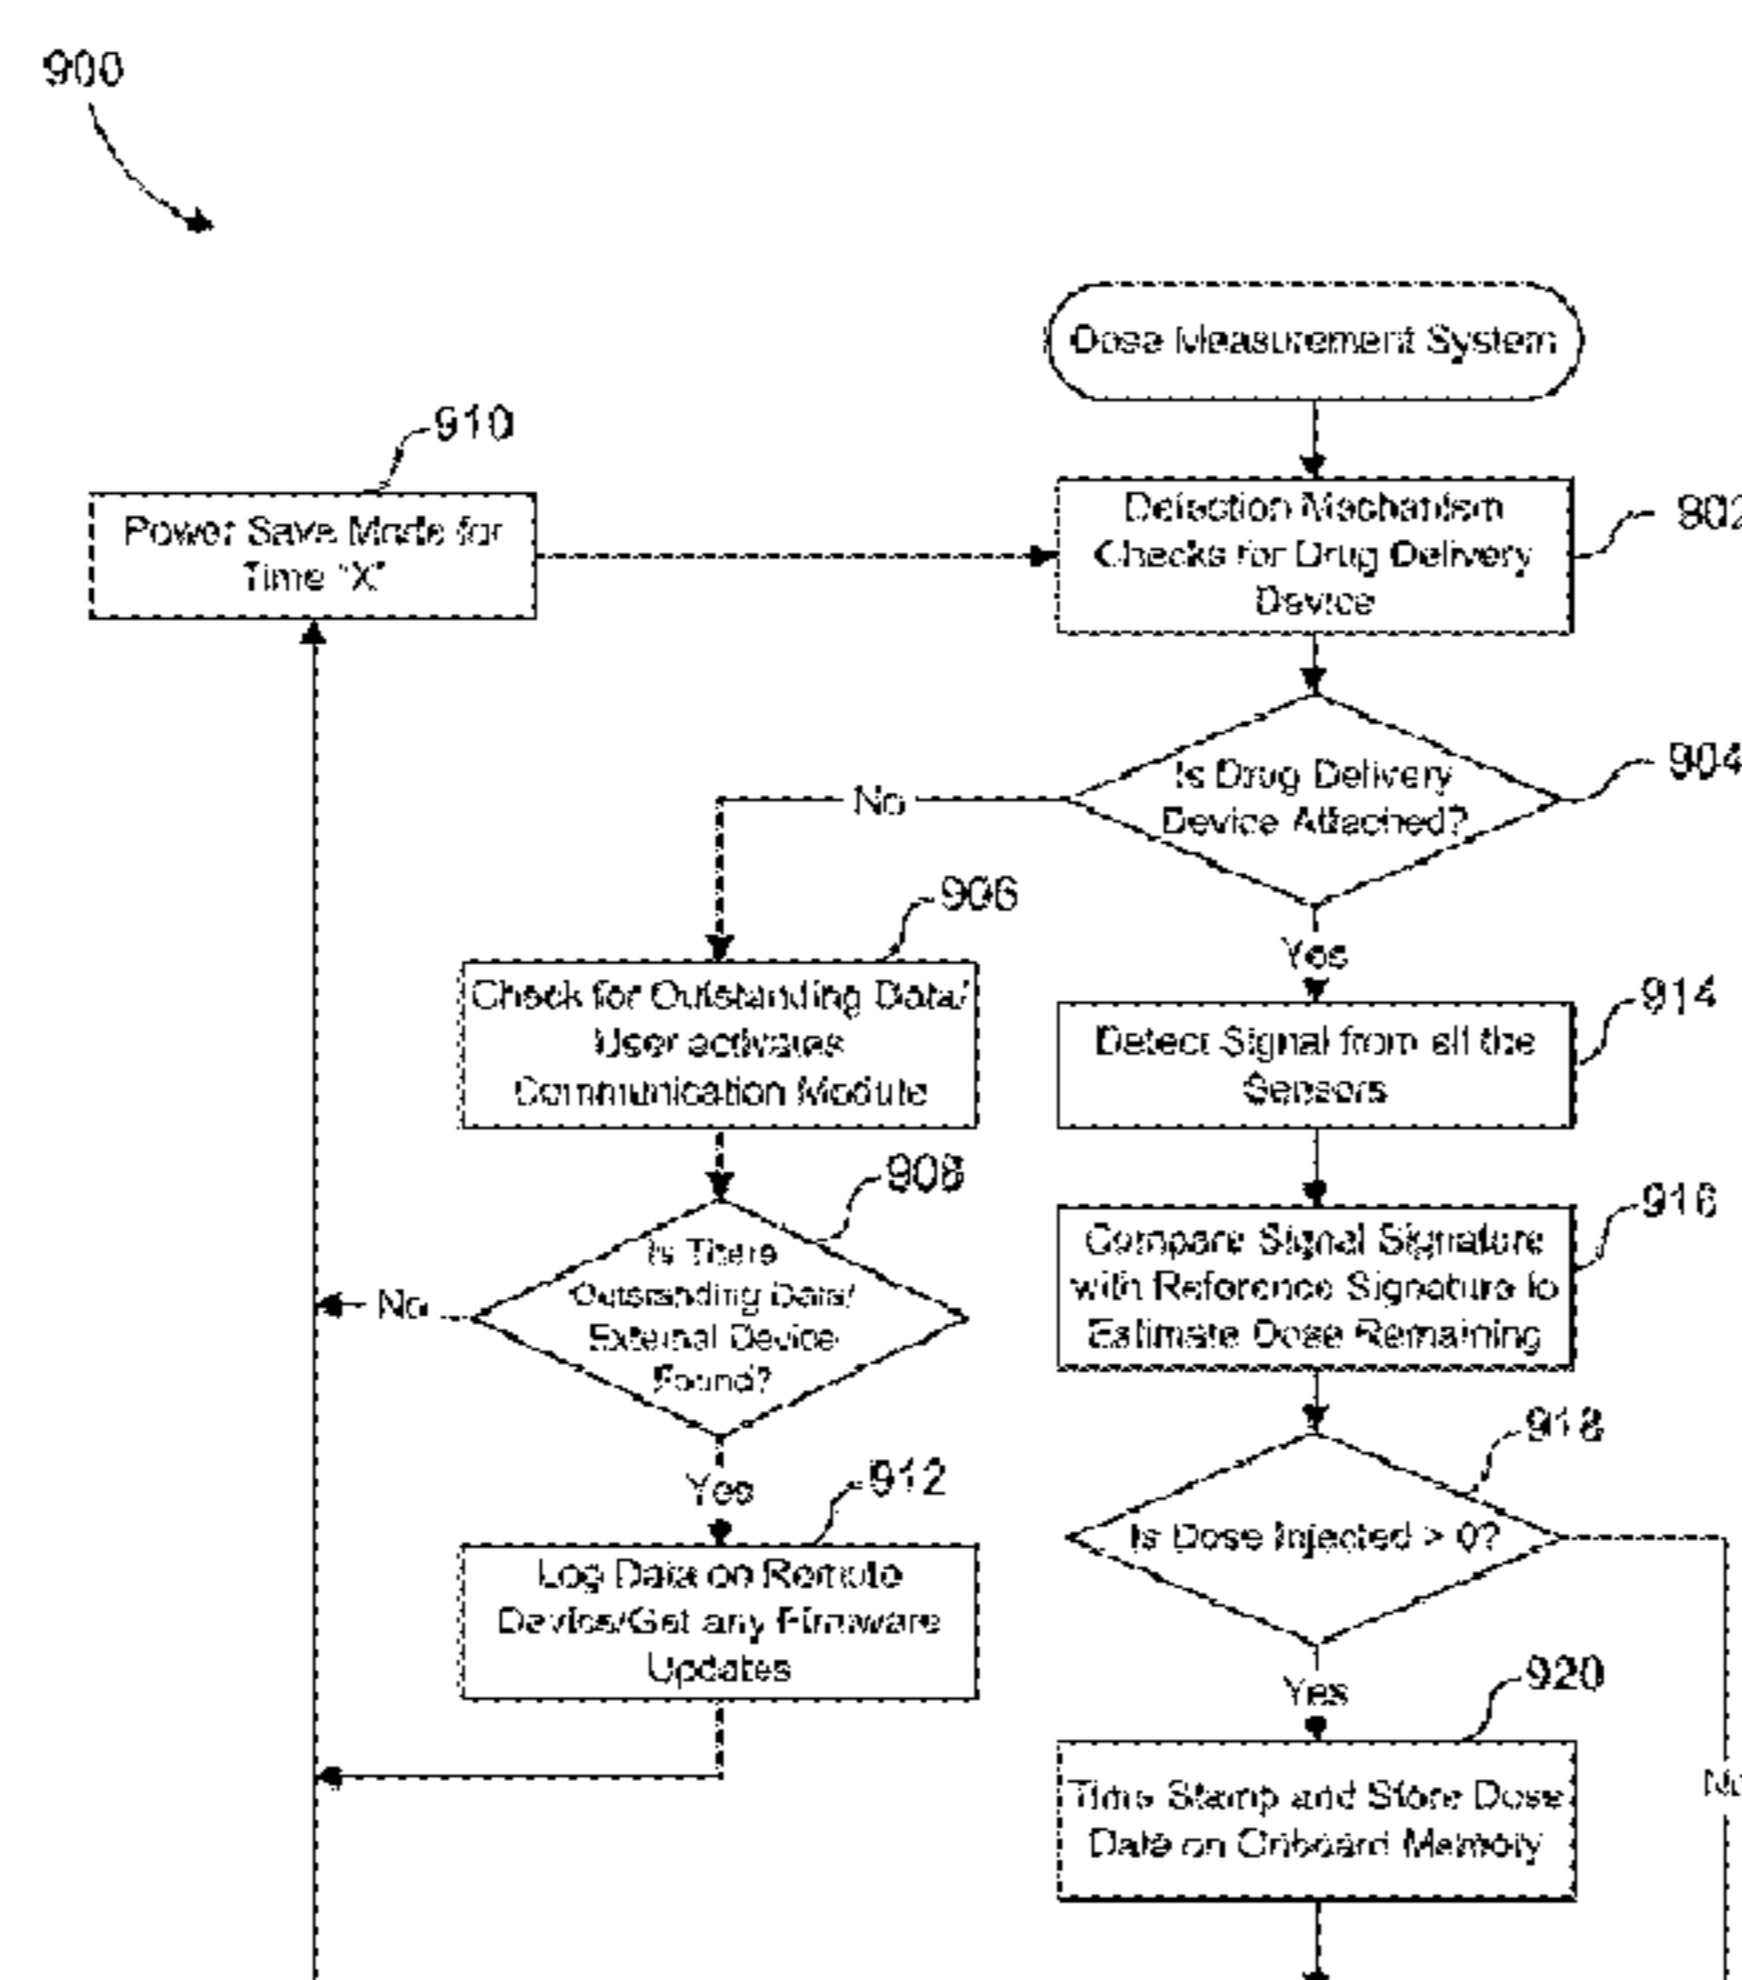 900
Dose Measurement System
910
Power Save Mode for
Time "X"
Detection Mechanism
Checks for Drug Delivery
Device
902
Is Drug Delivery
Device Attached?
904
No
906
Yes
Check for Outstanding Data/
User activates
Communication Module
914
Detect Signal from all the
Sensors
908
Is There
Outstanding Data/
External Device
Found?
No
916
Compare Signal Signature
with Reference Signature to
Estimate Dose Remaining
918
Yes
912
Is Dose Injected > 0?
Log Data on Remote
Device/Get any Firmware
Updates
Yes
920
Time Stamp and Store Dose
Data on Onboard Memory
No